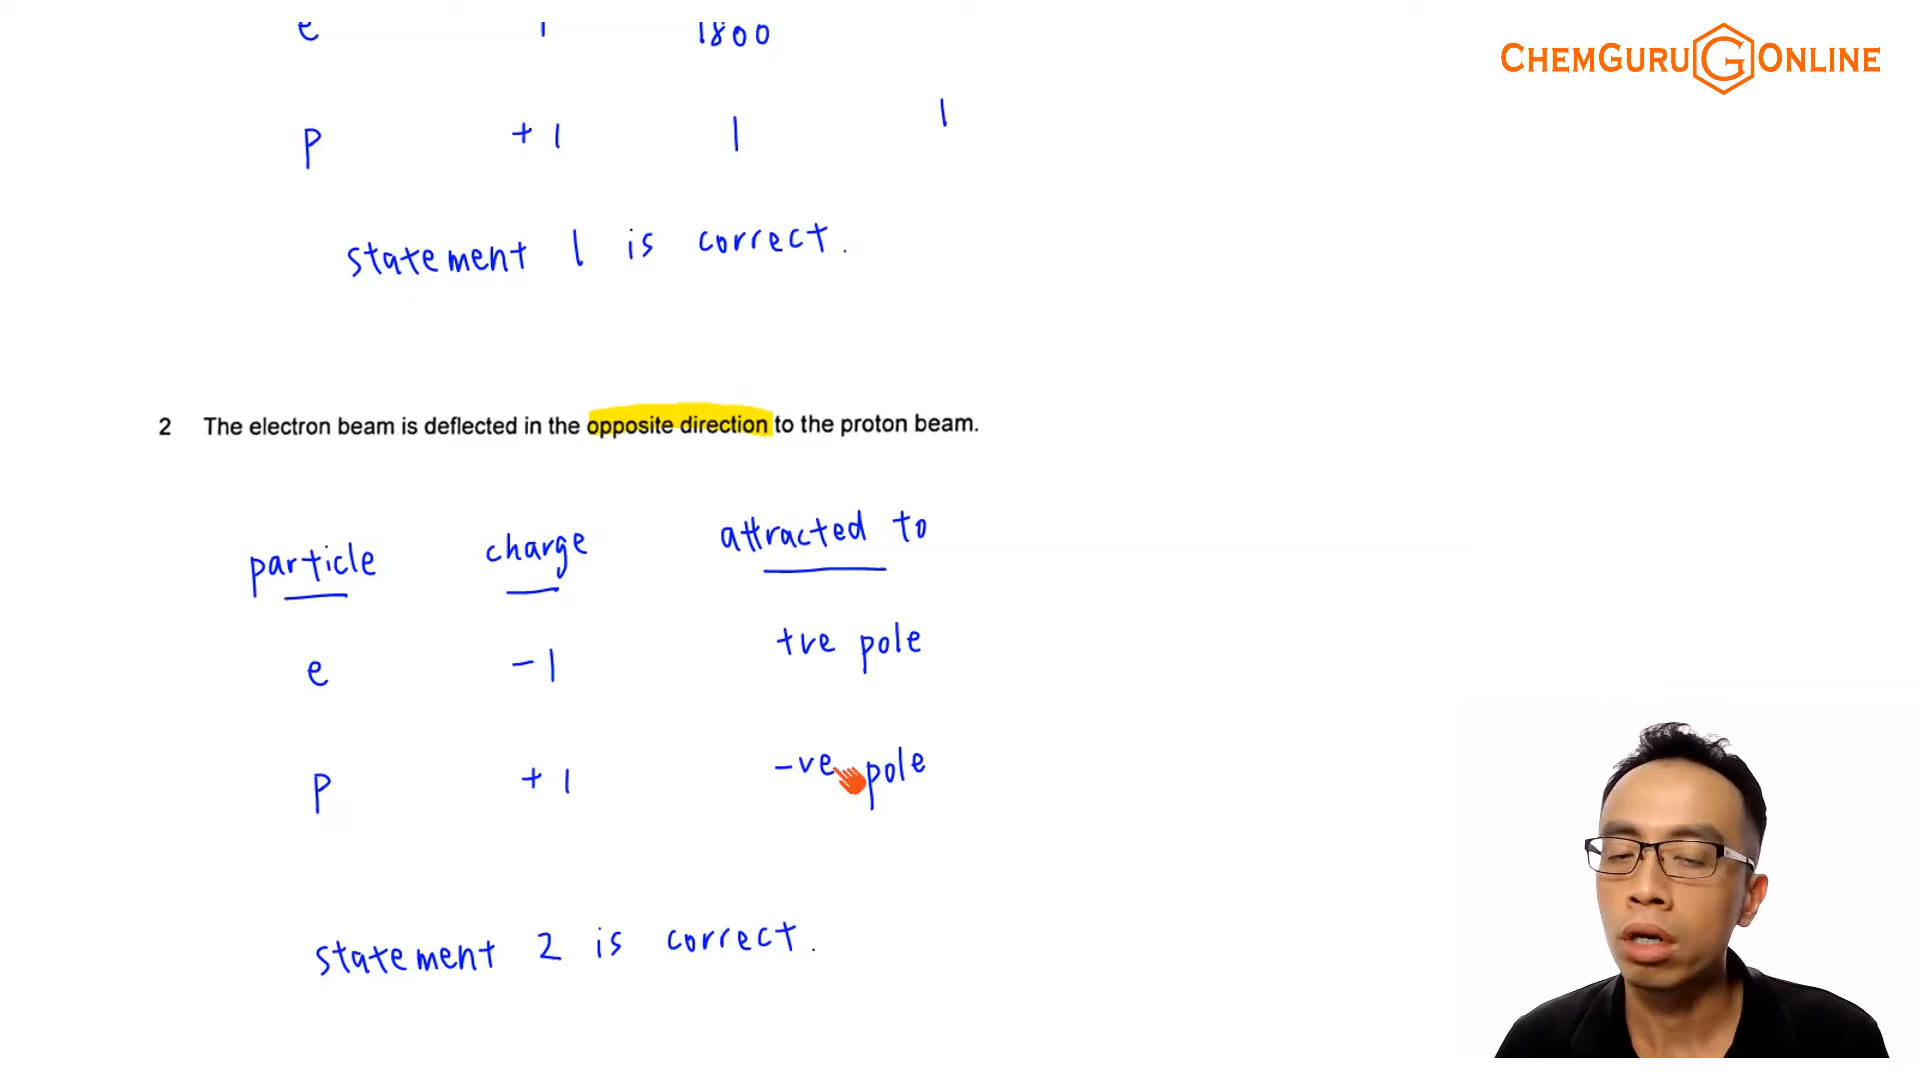 CHEMGURU G ONLINE
e 1 1800
p +1 1 1
statement 1 is correct.
2 The electron beam is deflected in the opposite direction to the proton beam.
particle charge attracted to
e -1 +ve pole
p +1 -ve pole
statement 2 is correct.